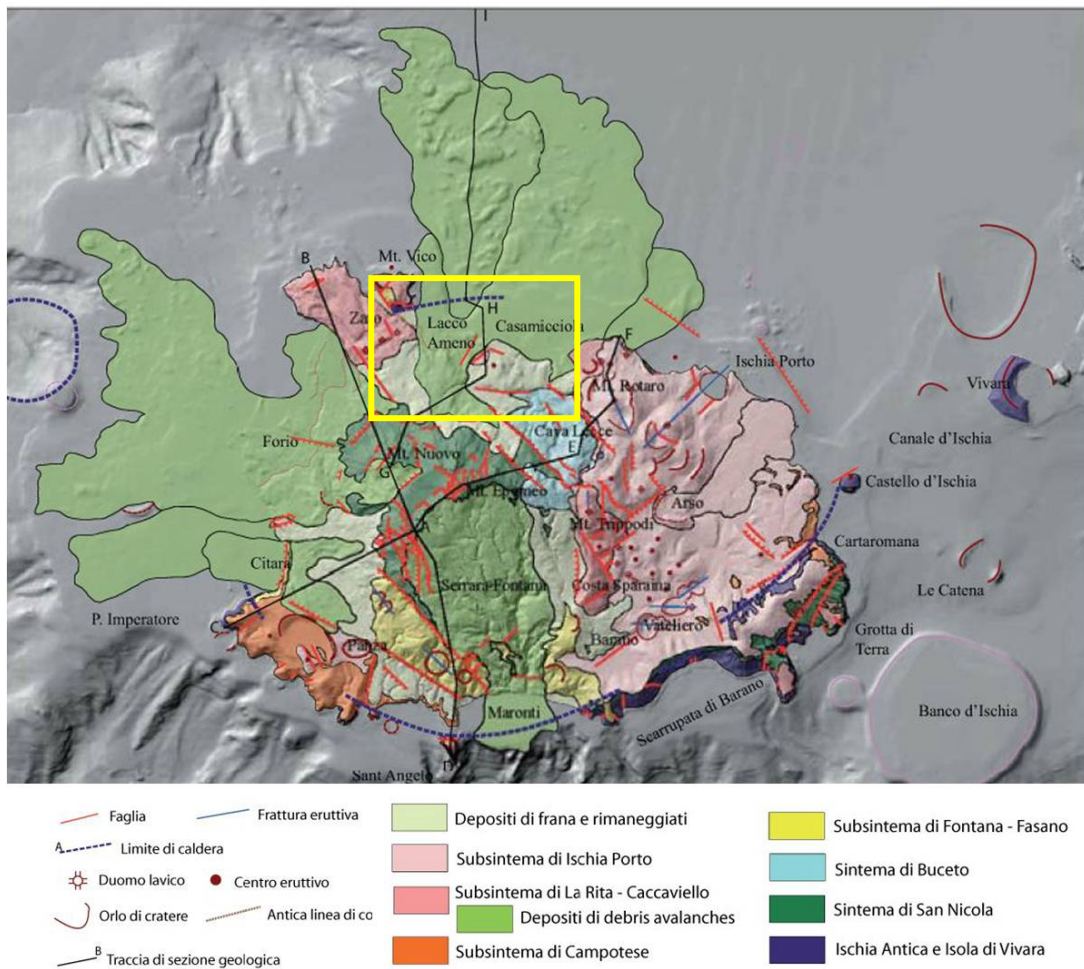 I
B
Mt. Vico
H
Zaro
Lacco
Ameno
Casamicciola
F
Ischia Porto
Mt. Rotaro
Vivara
Forio
Cava Leece
E
Canale d'Ischia
Mt. Nuovo
G
Mt. Epomeo
Castello d'Ischia
Arso
A
Mt. Trippodi
Cartaromana
Citara
Serrara-Fontana
Costa Sparaina
Le Catena
P. Imperatore
Vateliero
Grotta di
Terra
Panza
Barano
Maronti
Scarrupata di Barano
Banco d'Ischia
Sant Angelo
Faglia
Frattura eruttiva
A
Limite di caldera
Duomo lavico
Centro eruttivo
Orlo di cratere
Antica linea di co
B
Traccia di sezione geologica
Depositi di frana e rimaneggiati
Subsintema di Ischia Porto
Subsintema di La Rita - Caccaviello
Depositi di debris avalanches
Subsintema di Campotese
Subsintema di Fontana - Fasano
Sintema di Buceto
Sintema di San Nicola
Ischia Antica e Isola di Vivara